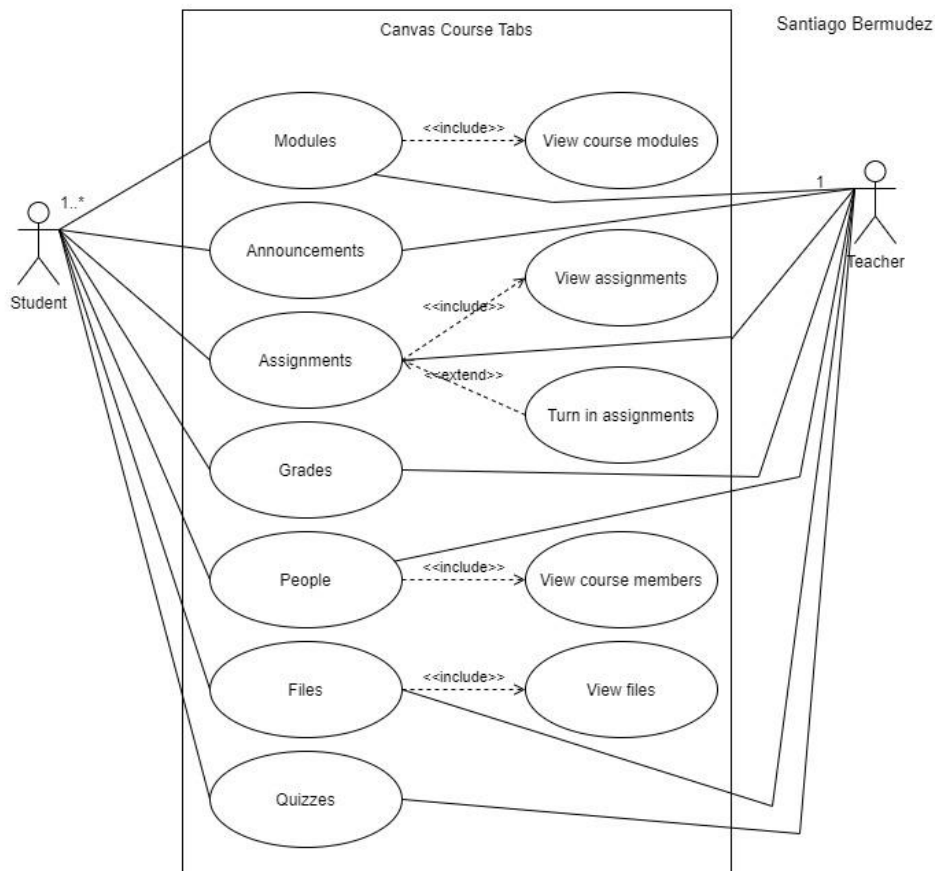 Canvas Course Tabs
Santiago Bermudez
Modules
<<include>>
View course modules
1..*
1
Student
Teacher
Announcements
View assignments
<<include>>
Assignments
<<extend>>
Turn in assignments
Grades
People
<<include>>
View course members
Files
<<include>>
View files
Quizzes